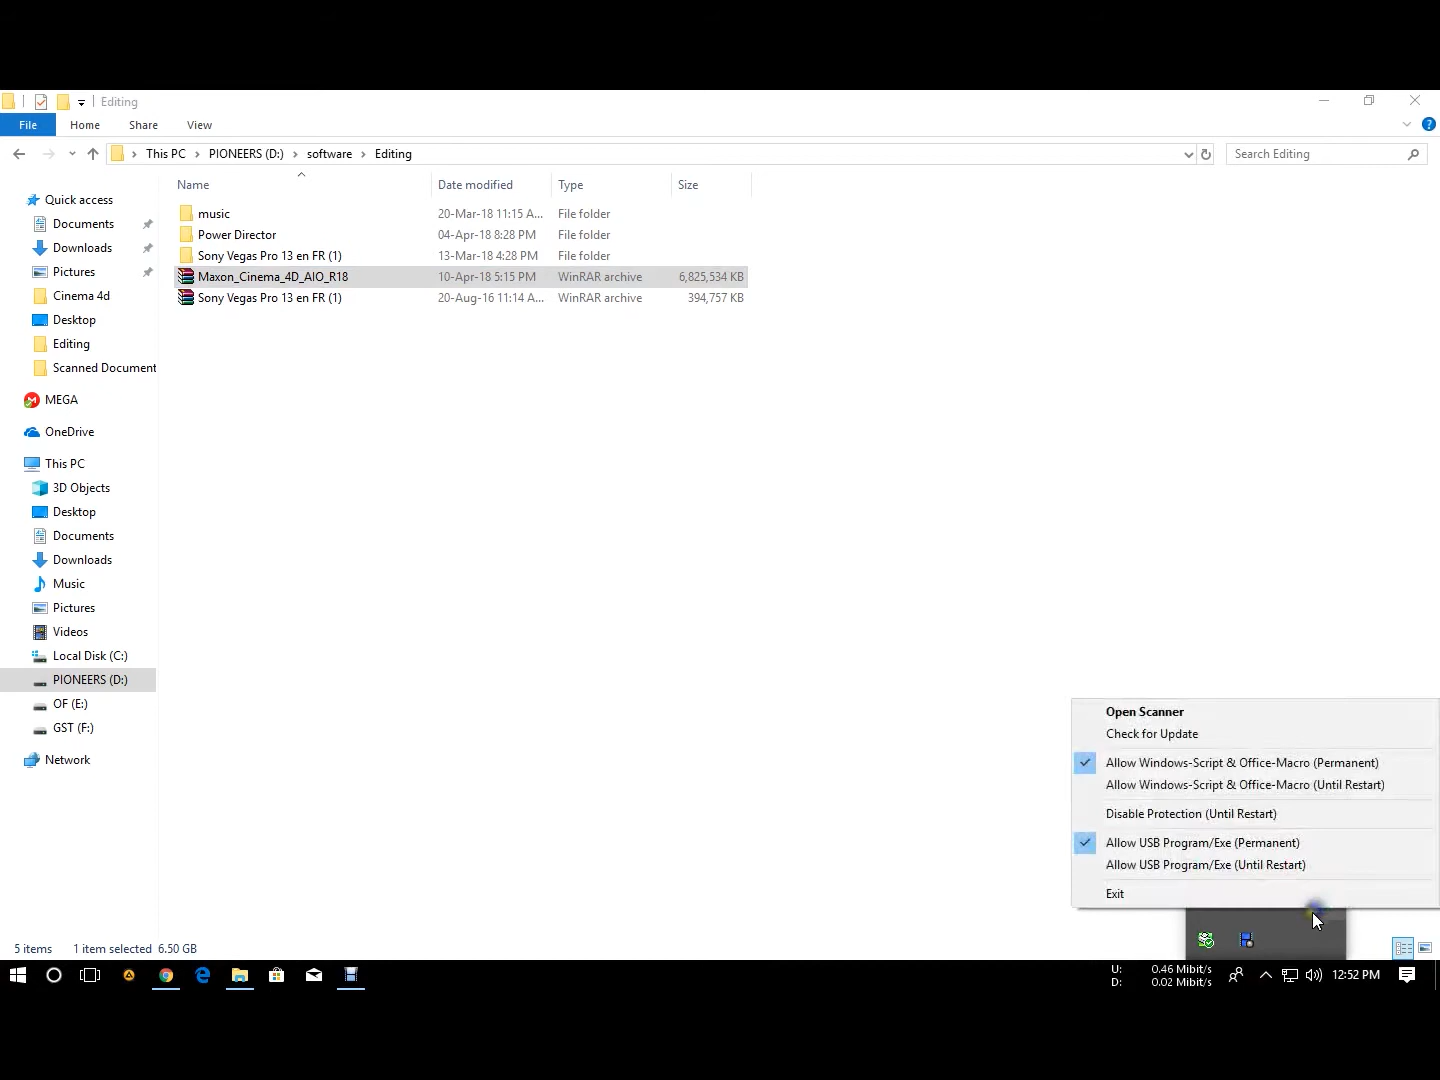 Editing
File Home Share View
This PC PIONEERS (D:) software Editing
Search Editing
Name Date modified Type Size
music 20-Mar-18 11:15 A... File folder
Power Director 04-Apr-18 8:28 PM File folder
Sony Vegas Pro 13 en FR (1) 13-Mar-18 4:28 PM File folder
Maxon_Cinema_4D_AIO_R18 10-Apr-18 5:15 PM WinRAR archive 6,825,534 KB
Sony Vegas Pro 13 en FR (1) 20-Aug-16 11:14 A... WinRAR archive 394,757 KB
Quick access
Documents
Downloads
Pictures
Cinema 4d
Desktop
Editing
Scanned Document
MEGA
OneDrive
This PC
3D Objects
Desktop
Documents
Downloads
Music
Pictures
Videos
Local Disk (C:)
PIONEERS (D:)
OF (E:)
GST (F:)
Network
Open Scanner
Check for Update
Allow Windows-Script & Office-Macro (Permanent)
Allow Windows-Script & Office-Macro (Until Restart)
Disable Protection (Until Restart)
Allow USB Program/Exe (Permanent)
Allow USB Program/Exe (Until Restart)
Exit
5 items 1 item selected 6.50 GB
U: 0.46 Mibit/s
D: 0.02 Mibit/s
12:52 PM